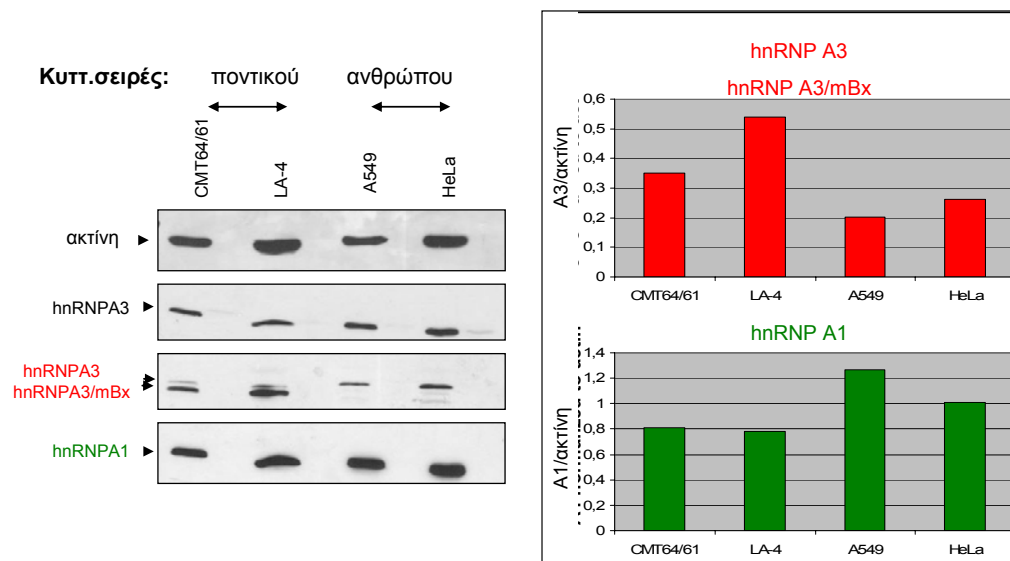 Κυττ.σειρές: ποντικού ανθρώπου
CMT64/61
LA-4
A549
HeLa
ακτίνη
hnRNPA3
hnRNPA3
hnRNPA3/mBx
hnRNPA1
hnRNP A3
hnRNP A3/mBx
A3/ακτίνη
0,6
0,5
0,4
0,3
0,2
0,1
0
CMT64/61 LA-4 A549 HeLa
hnRNP A1
A1/ακτίνη
1,4
1,2
1
0,8
0,6
0,4
0,2
0
CMT64/61 LA-4 A549 HeLa